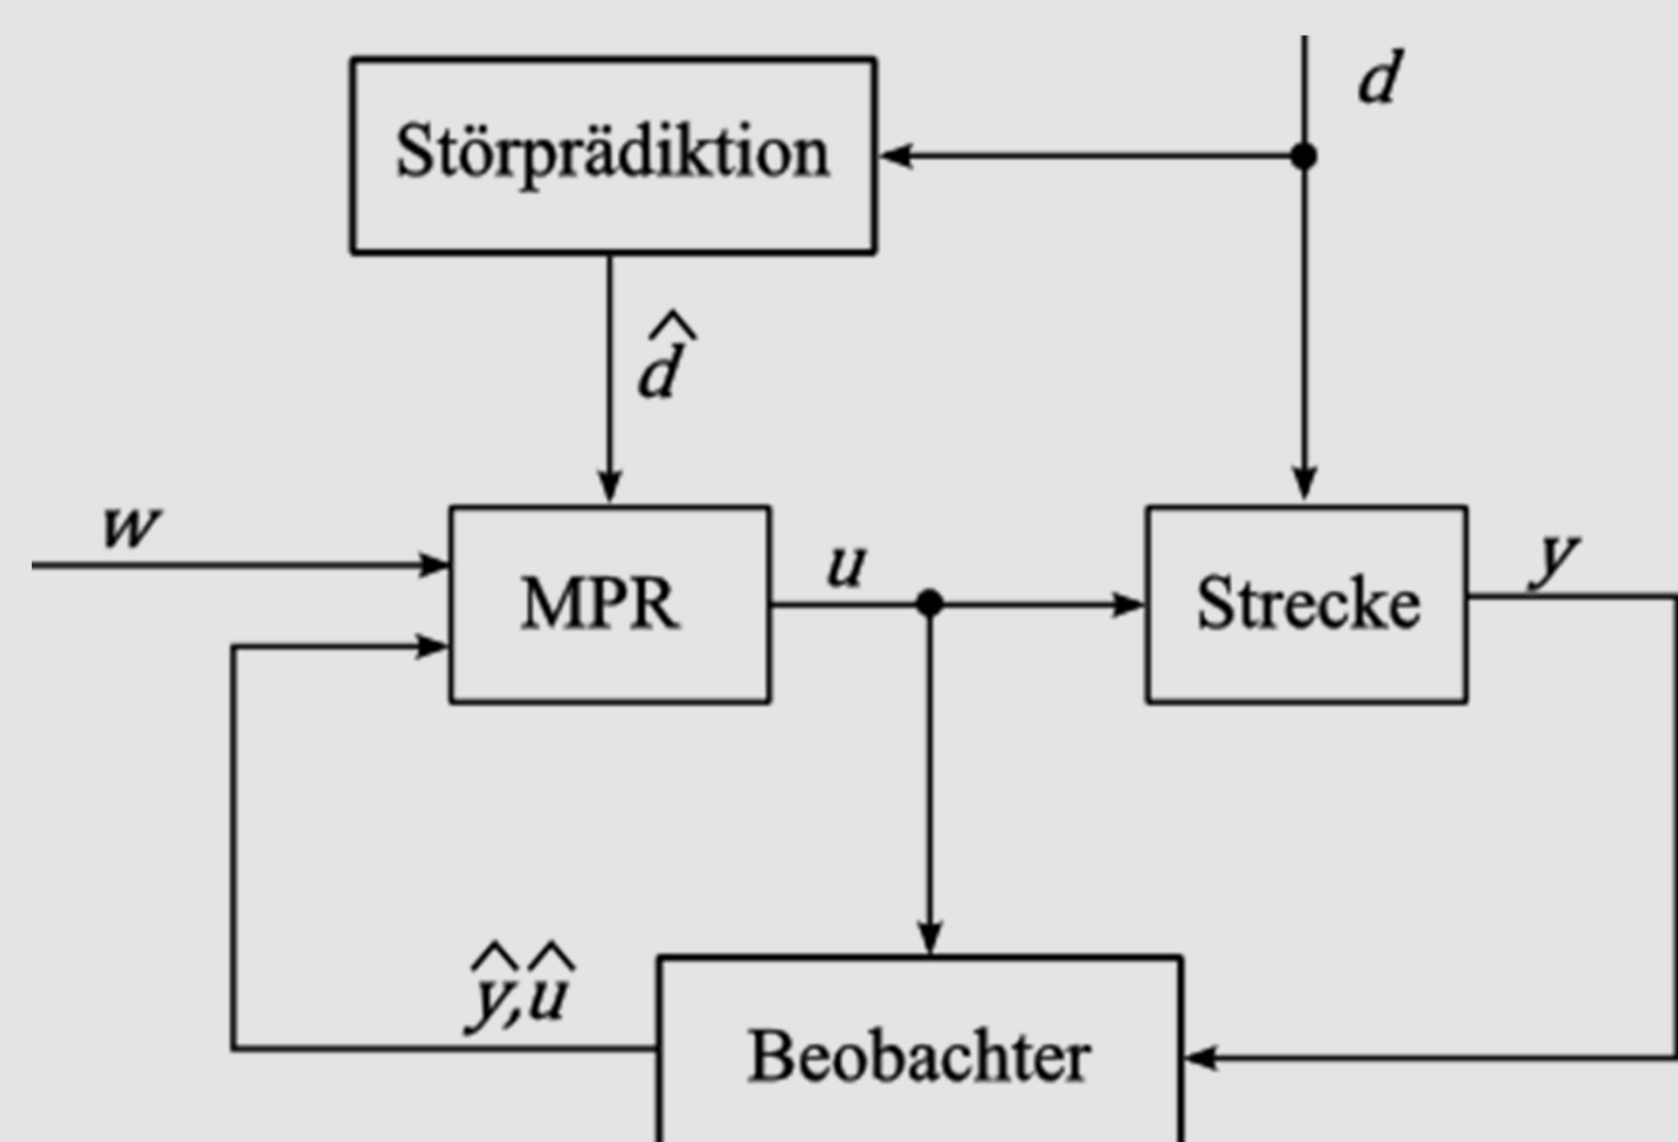 d
Störprädiktion
d̂
w
MPR
u
Strecke
y
ŷ,û
Beobachter